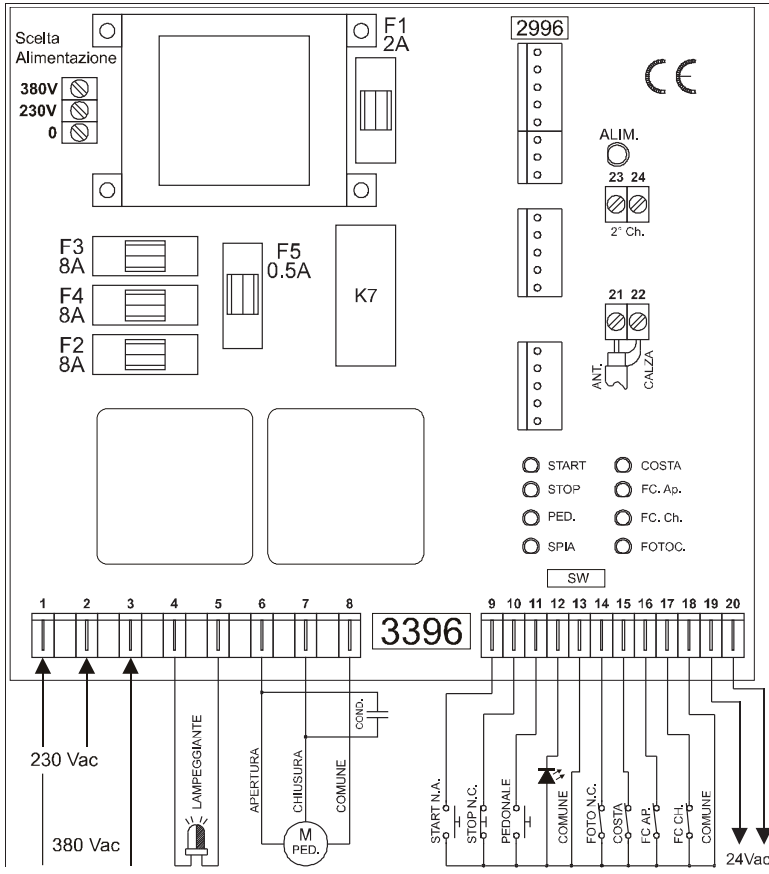 Scelta
Alimentazione
380V
230V
0
F1
2A
2996
CE
ALIM.
23 24
2° Ch.
F3
8A
F4
8A
F2
8A
F5
0.5A
K7
21 22
ANT.
CALZA
START
COSTA
STOP
FC. Ap.
PED.
FC. Ch.
SPIA
FOTOC.
SW
1 2 3 4 5 6 7 8
3396
9 10 11 12 13 14 15 16 17 18 19 20
230 Vac
380 Vac
LAMPEGGIANTE
APERTURA
CHIUSURA
COMUNE
COND.
M
PED.
START N.A.
STOP N.C.
PEDONALE
COMUNE
FOTO N.C.
COSTA
FC AP.
FC CH.
COMUNE
24Vac